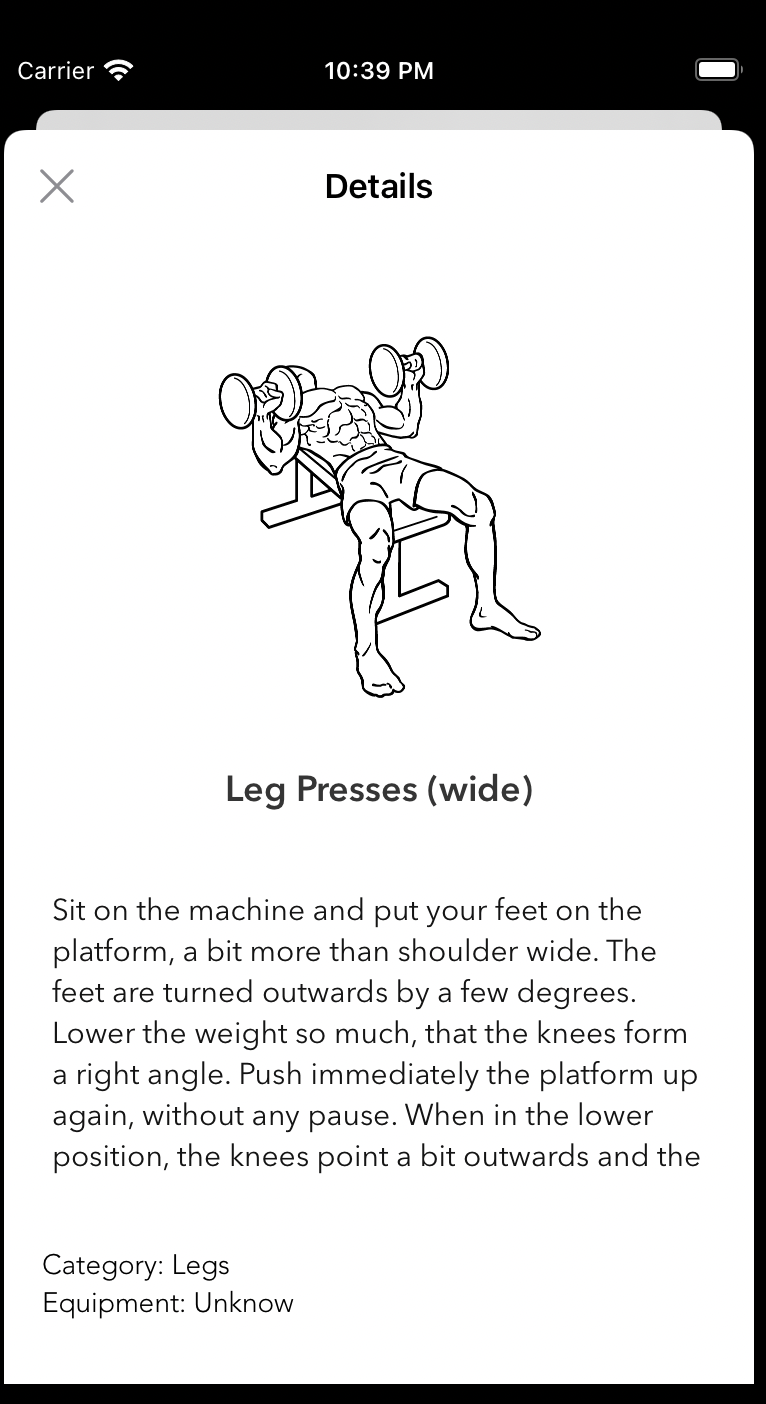 Carrier 10:39 PM
Details
Leg Presses (wide)
Sit on the machine and put your feet on the
platform, a bit more than shoulder wide. The
feet are turned outwards by a few degrees.
Lower the weight so much, that the knees form
a right angle. Push immediately the platform up
again, without any pause. When in the lower
position, the knees point a bit outwards and the
Category: Legs
Equipment: Unknow